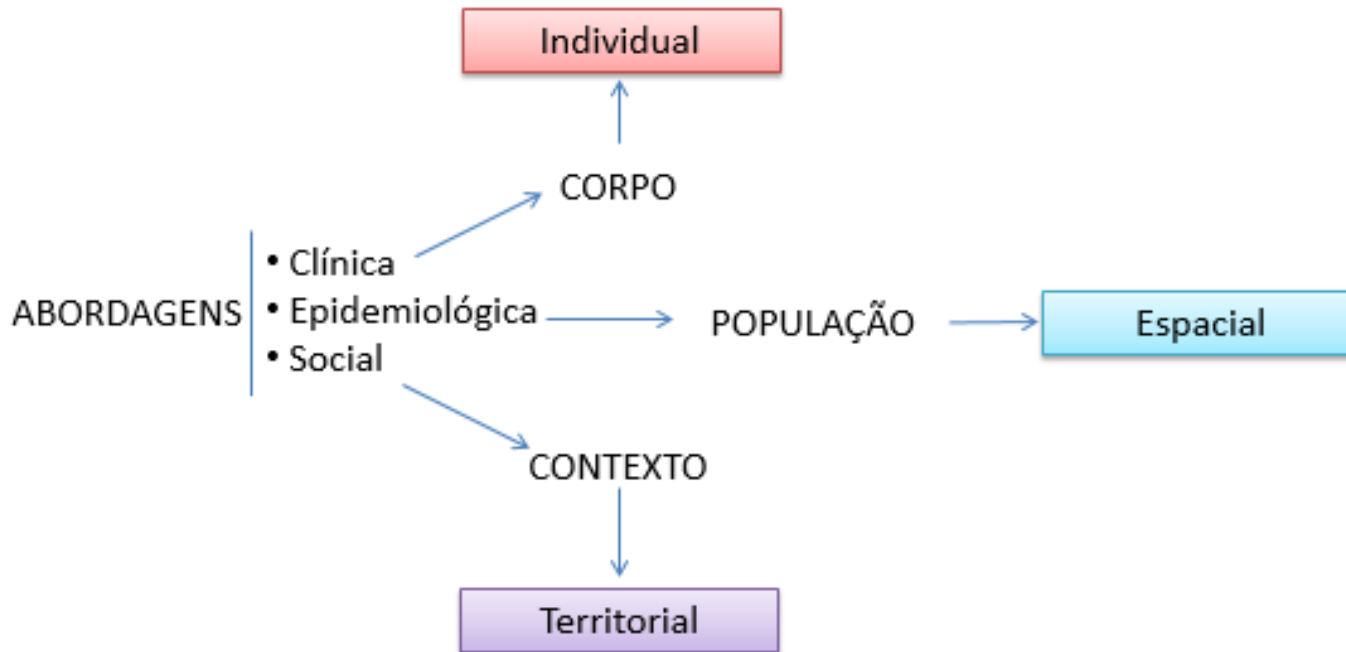 Individual
CORPO
ABORDAGENS
• Clínica
• Epidemiológica
• Social
POPULAÇÃO
Espacial
CONTEXTO
Territorial